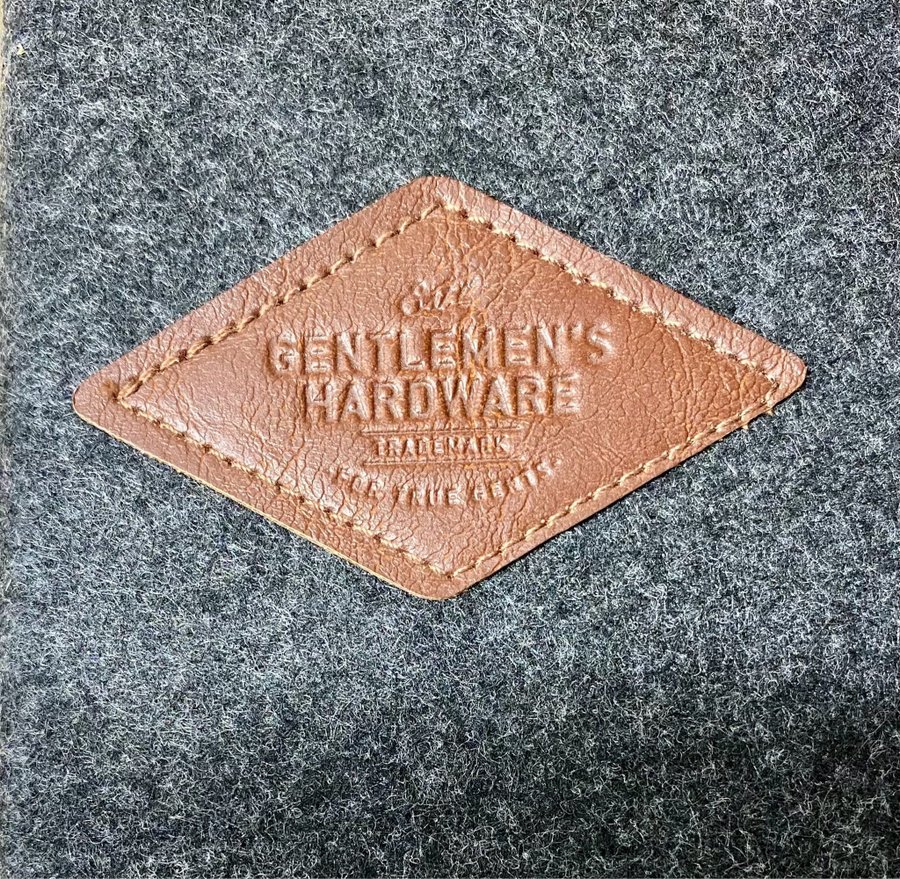 GENTLEMEN'S
HARDWARE
TRADEMARK
FOR TRUE GENTS